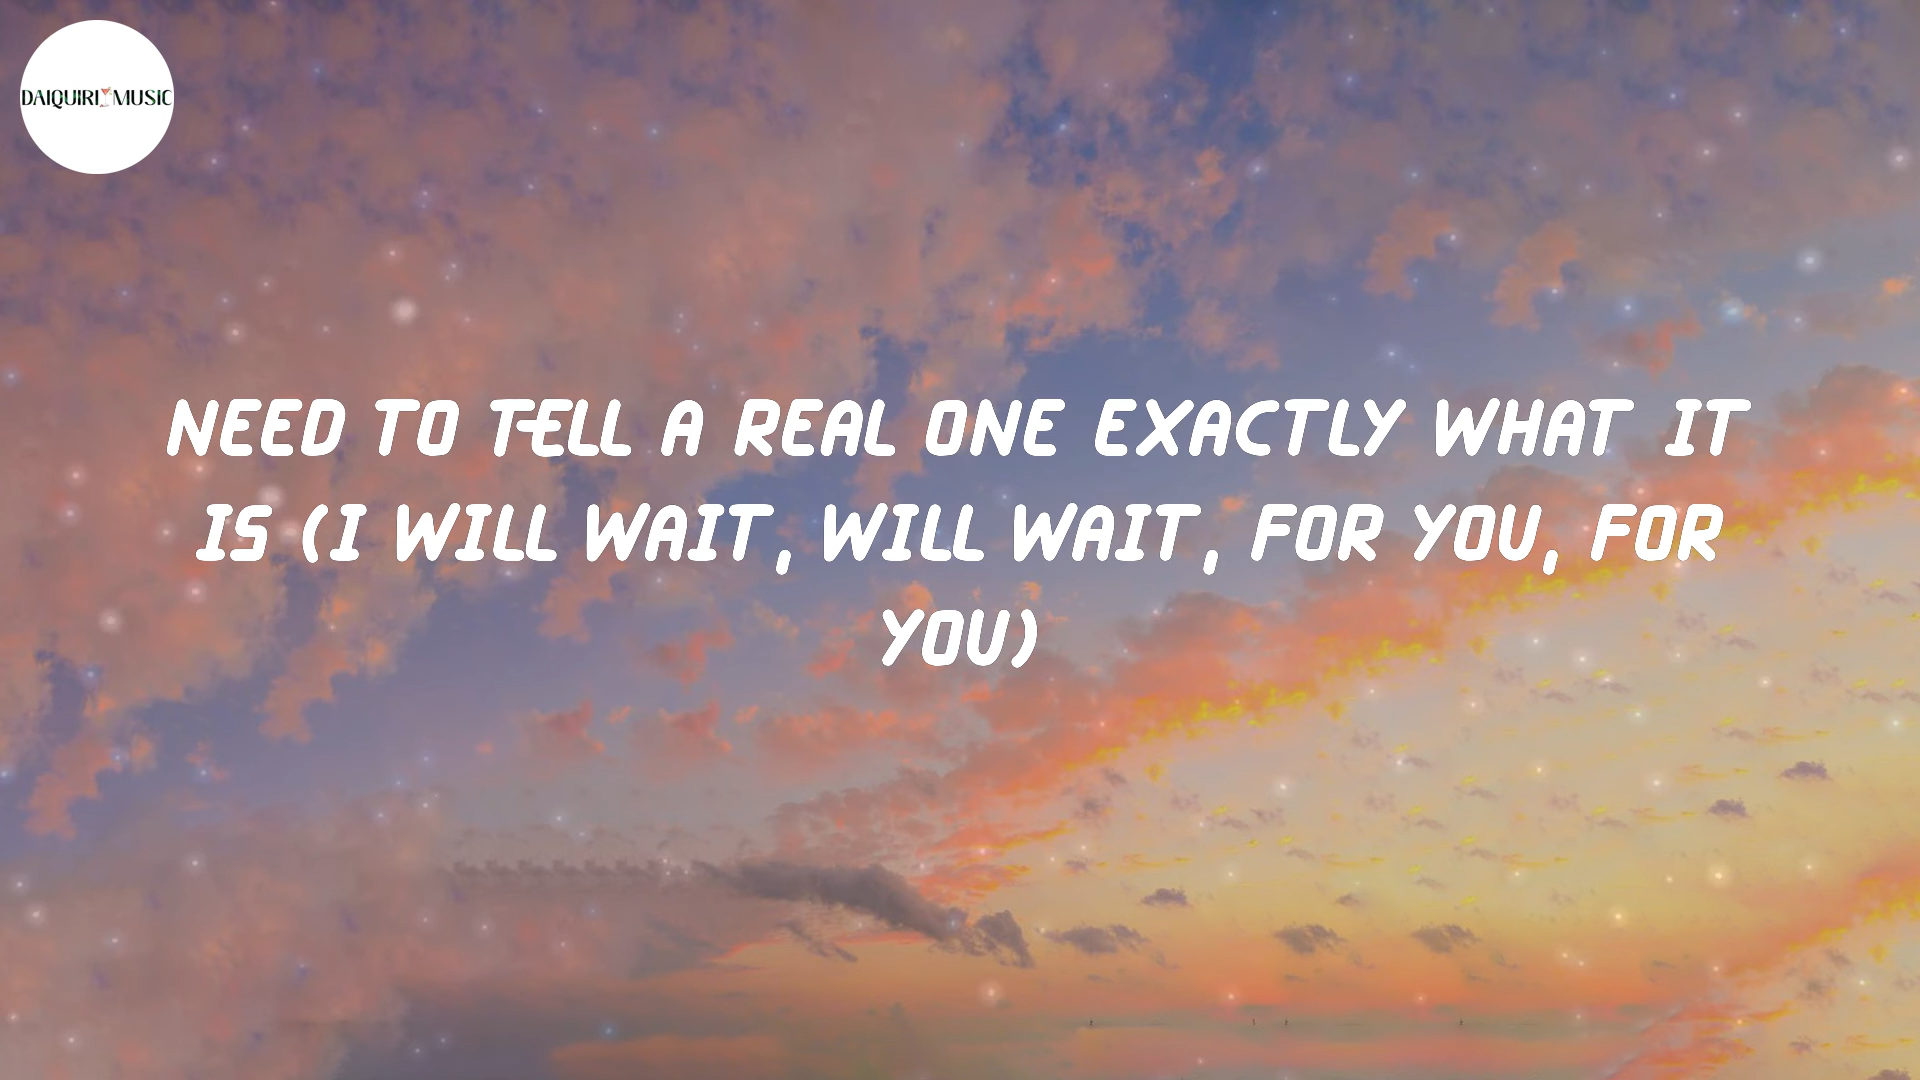 DAIQUIRI MUSIC
NEED TO TELL A REAL ONE EXACTLY WHAT IT
IS (I WILL WAIT, WILL WAIT, FOR YOU, FOR
YOU)